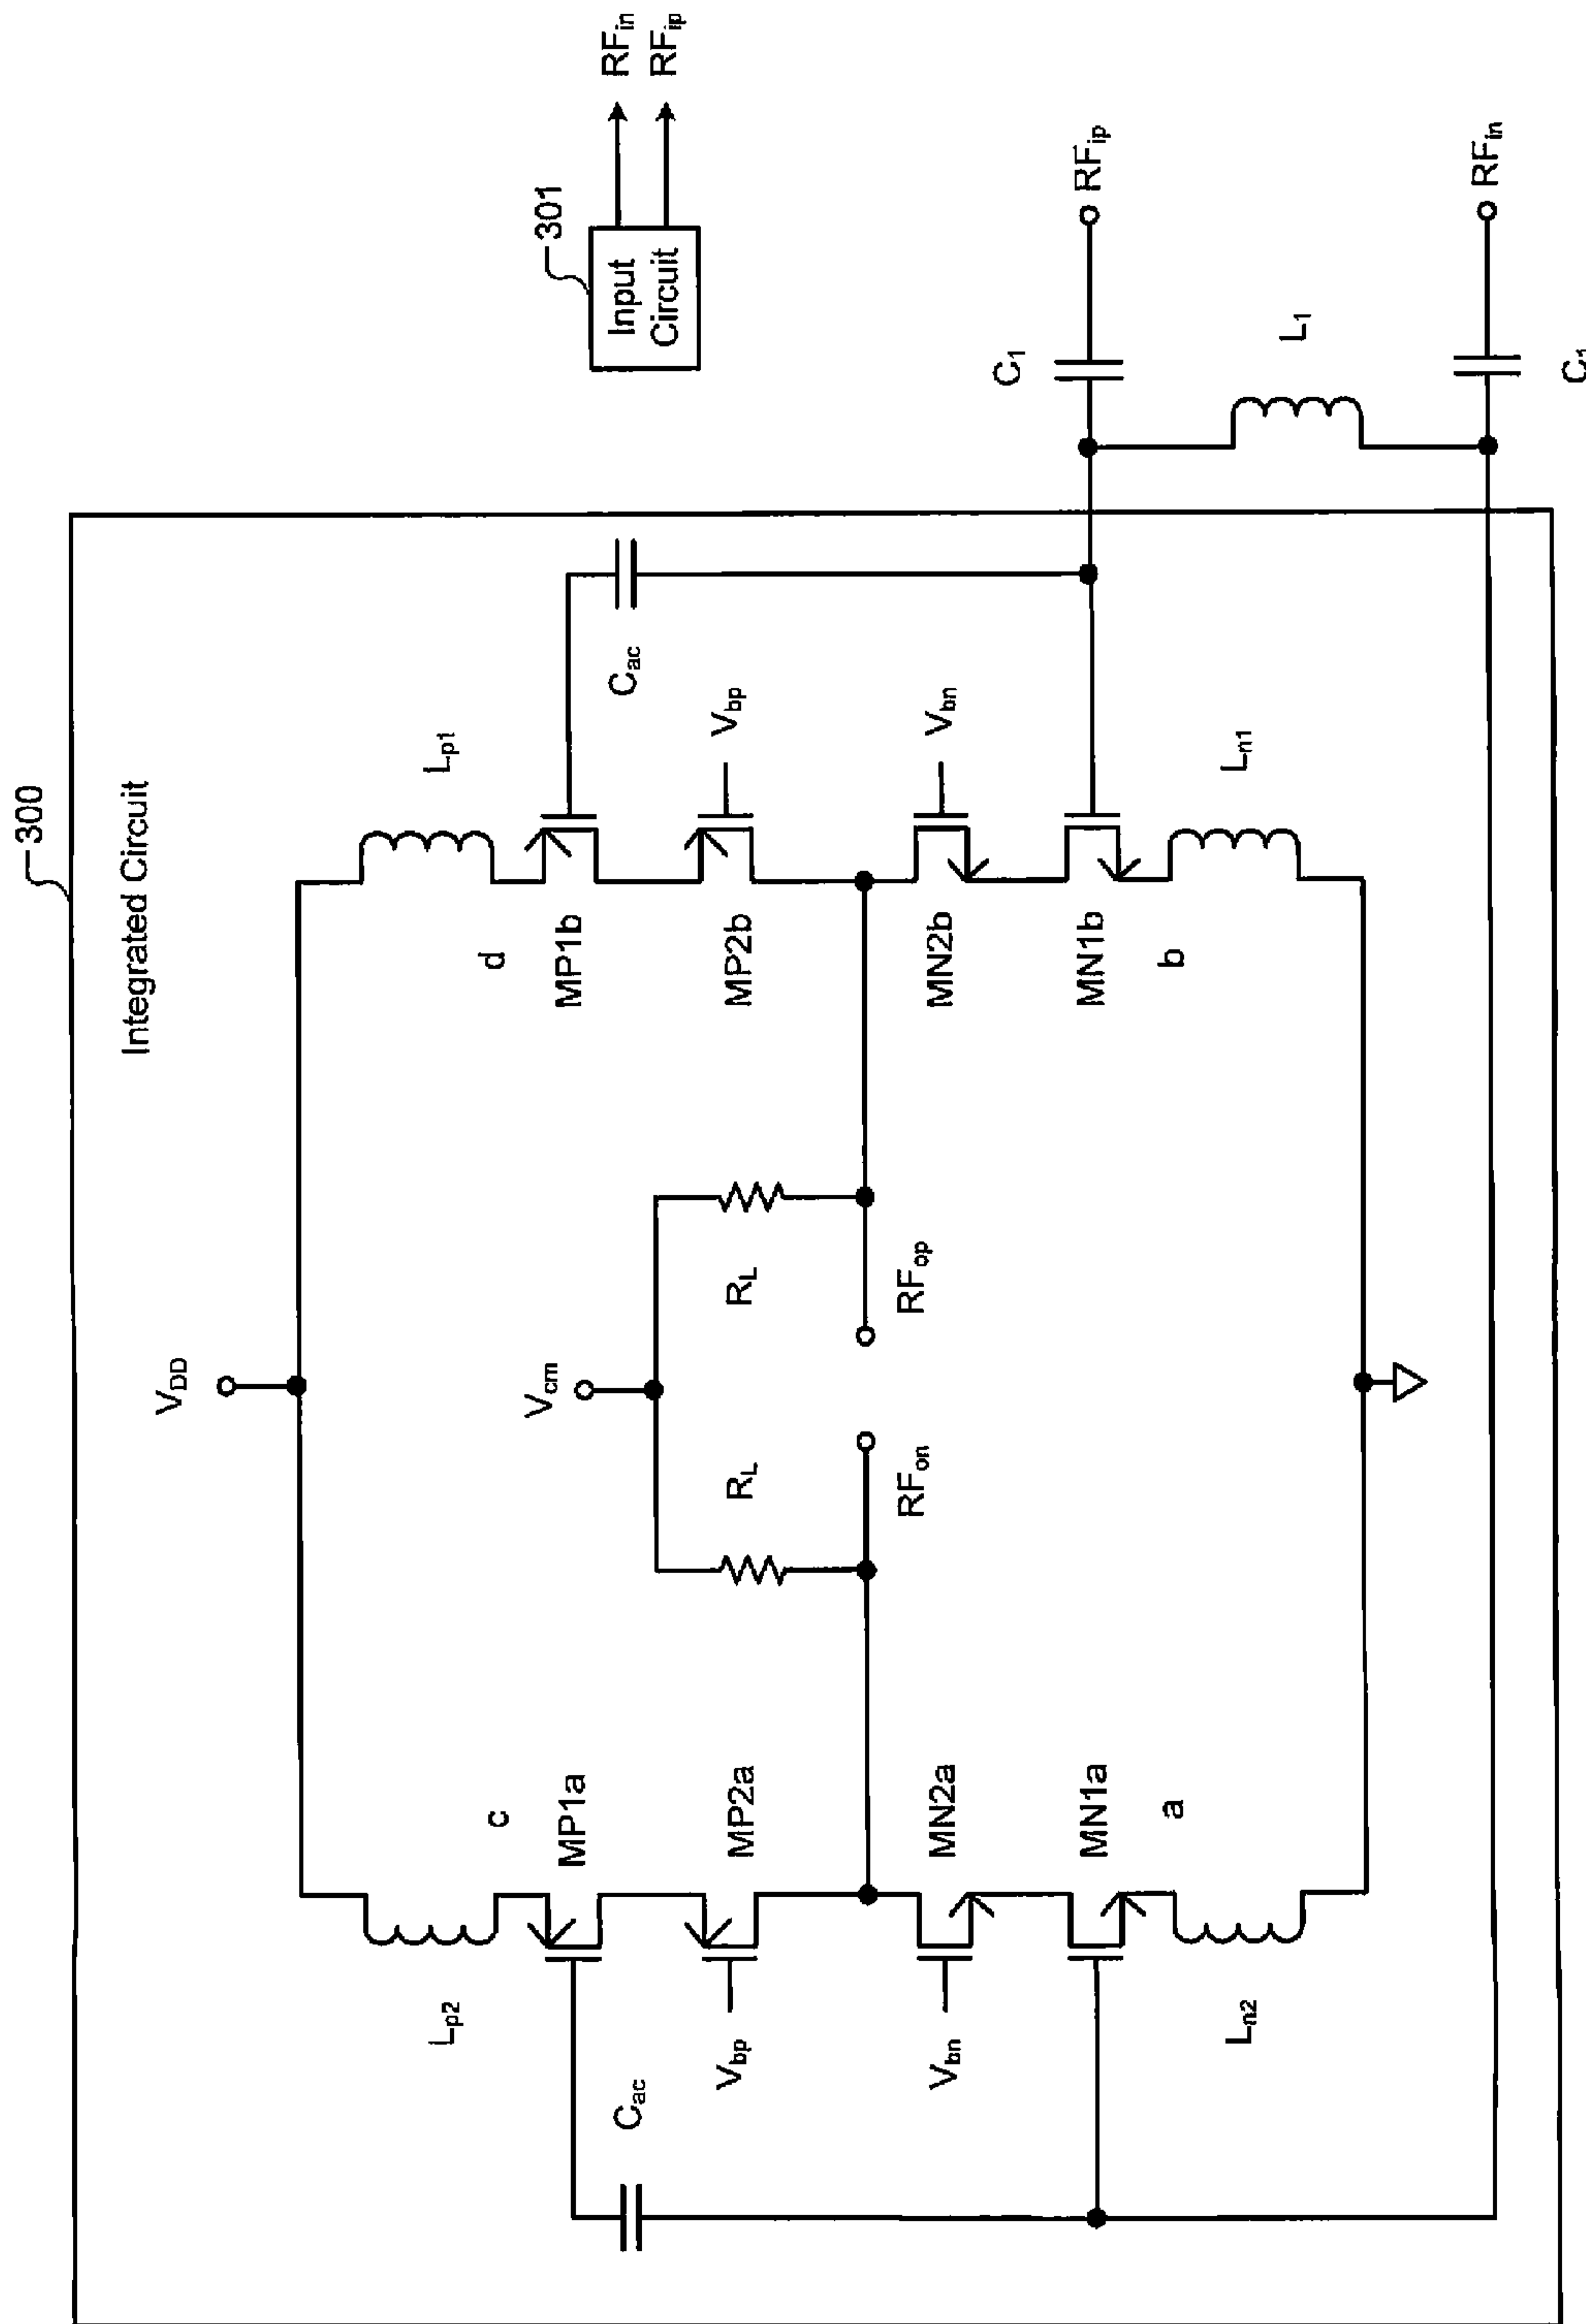 300
Integrated Circuit
V_DD
L_p2
L_p1
C_ac
c
MP1a
d
MP1b
C_ac
V_cm
V_bp
MP2a
R_L
R_L
MP2b
V_bp
V_bn
MN2a
RF_on
RF_op
MN2b
V_bn
MN1a
MN1b
a
b
L_n2
L_n1
301
Input
Circuit
RF_in
RF_ip
C_1
RF_ip
L_1
RF_in
C_1